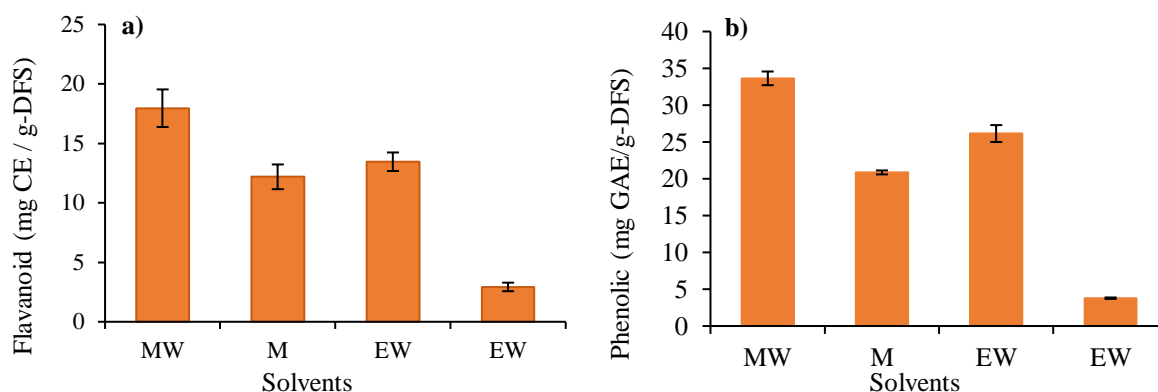 a)
Flavanoid (mg CE / g-DFS)
25
20
15
10
5
0
MW M EW EW
Solvents
b)
Phenolic (mg GAE/g-DFS)
40
35
30
25
20
15
10
5
0
MW M EW EW
Solvents